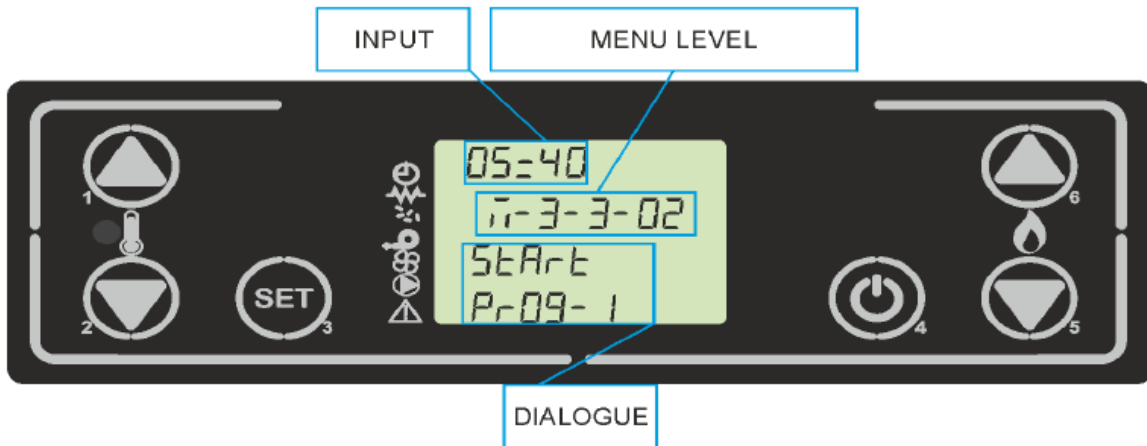 INPUT
MENU LEVEL
05:40
M-3-3-02
StArt
Pr09-1
1
2
SET
3
4
5
6
DIALOGUE